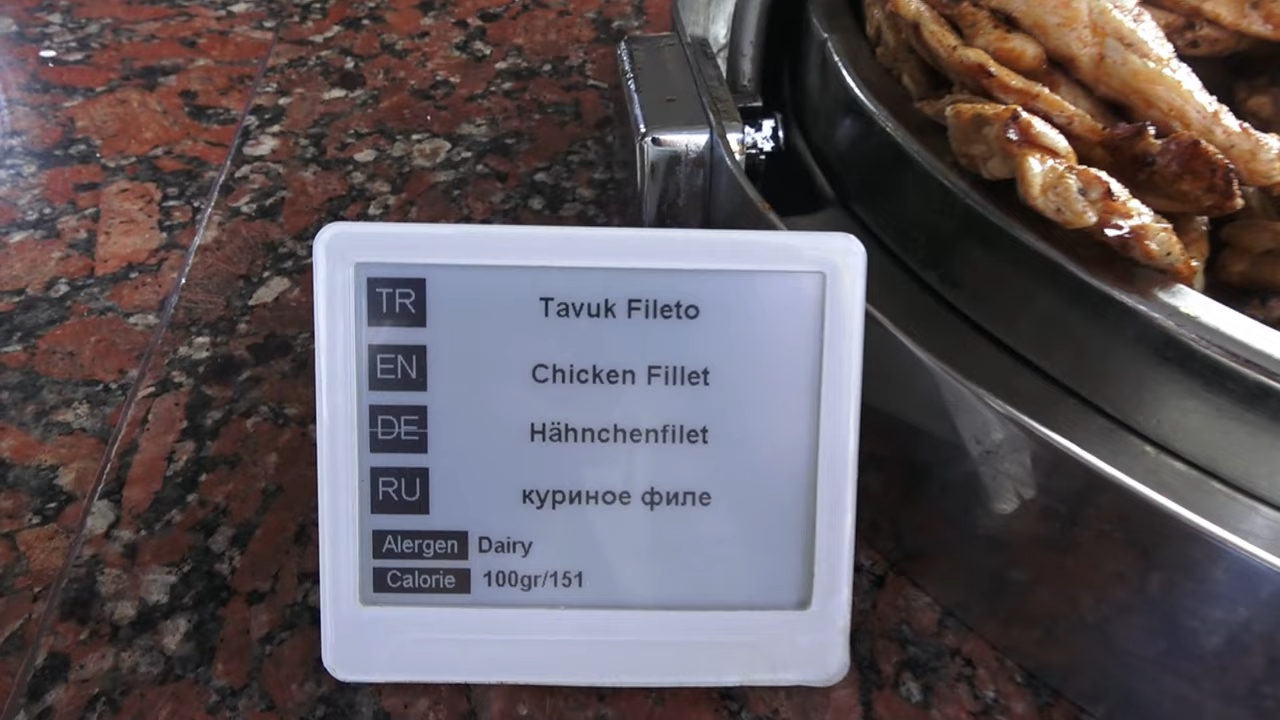 TR Tavuk Fileto
EN Chicken Fillet
DE Hähnchenfilet
RU куриное филе
Alergen Dairy
Calorie 100gr/151